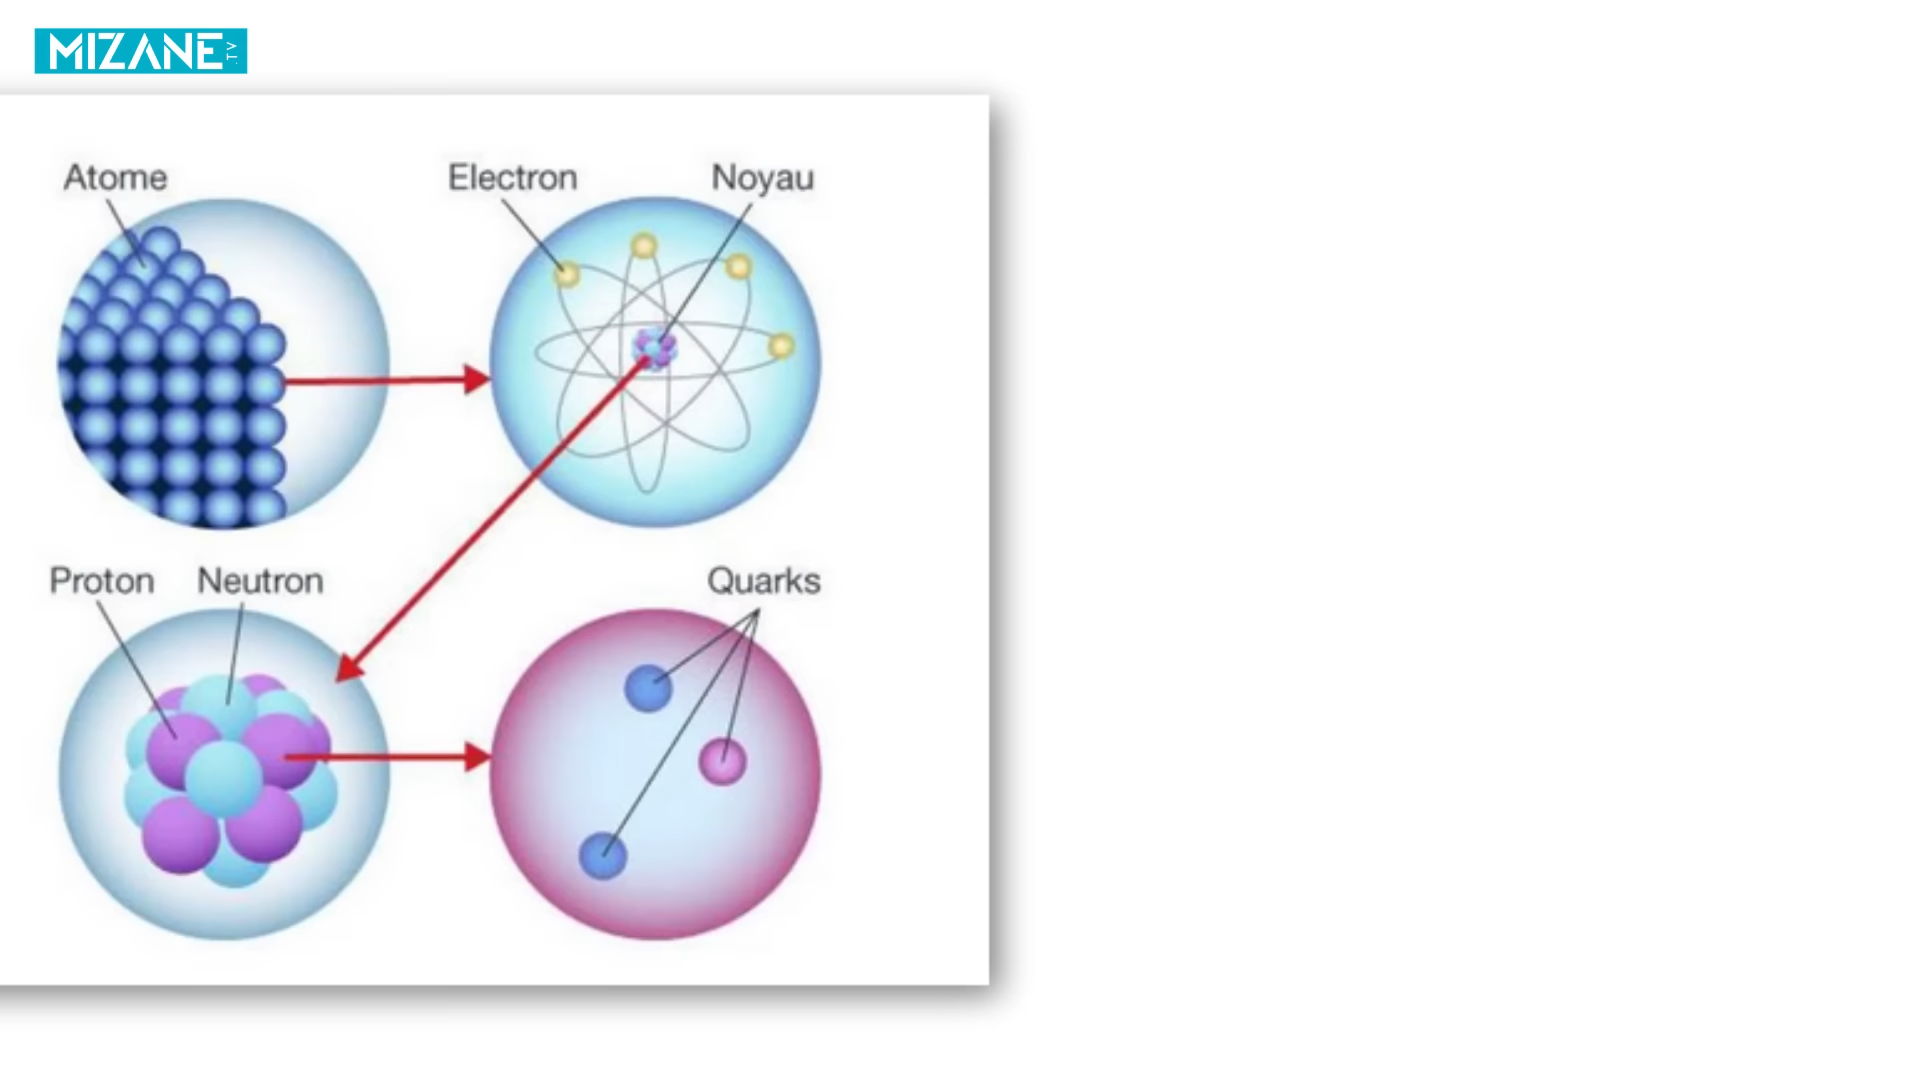 MIZANE.TV
Atome
Electron
Noyau
Proton
Neutron
Quarks